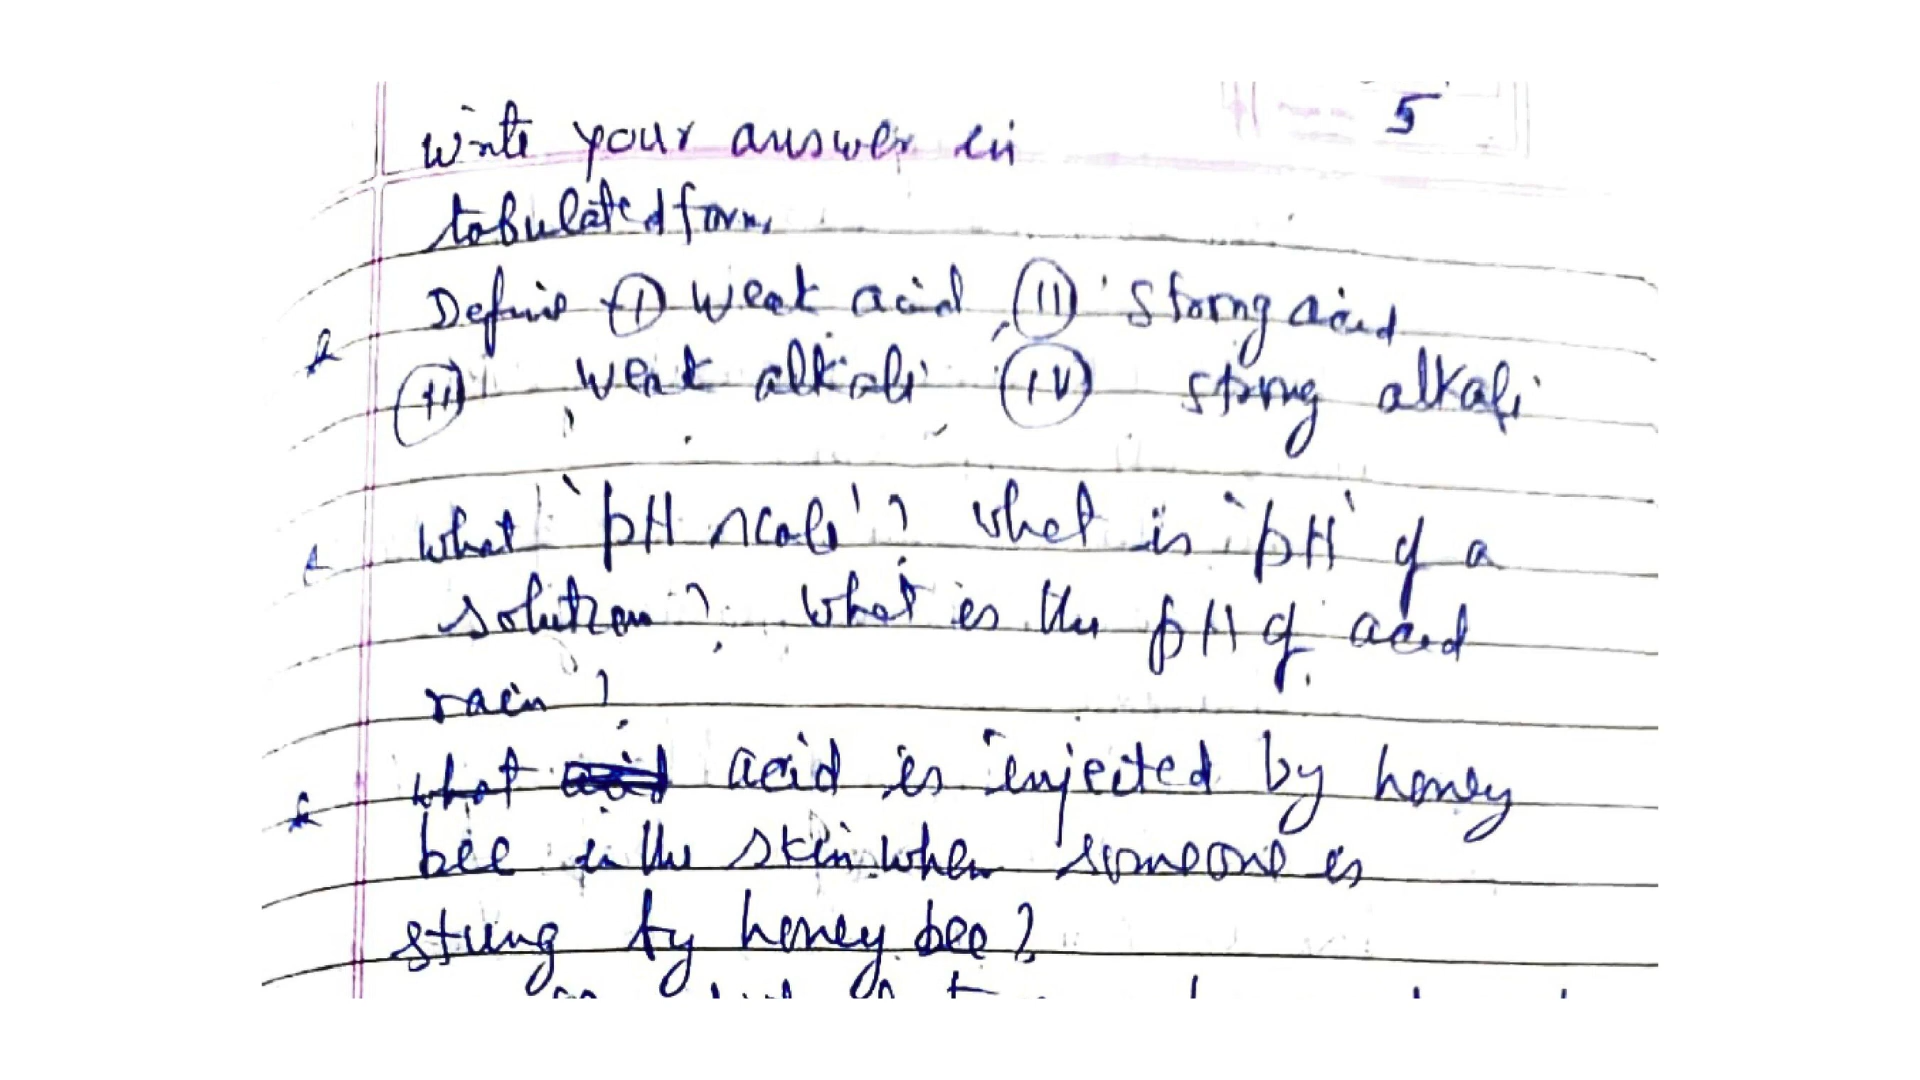 5
Write your answer in
tabulated form,
Define (I) Weak acid, (II) Strong acid
(III) weak alkali (IV) strong alkali
What 'pH scale'? What is 'pH' of a
solution? What is the pH of acid
rain?
what acid is injected by honey
bee in the skin when someone is
stung by honey bee?